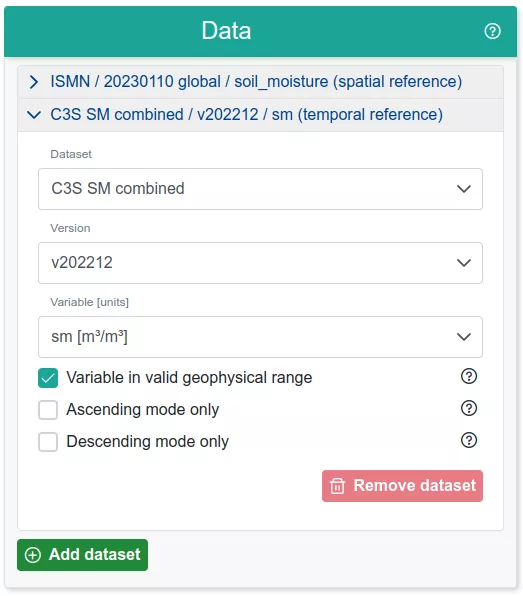 Data
ISMN / 20230110 global / soil_moisture (spatial reference)
C3S SM combined / v202212 / sm (temporal reference)
Dataset
C3S SM combined
Version
v202212
Variable [units]
sm [m³/m³]
Variable in valid geophysical range
Ascending mode only
Descending mode only
Remove dataset
Add dataset